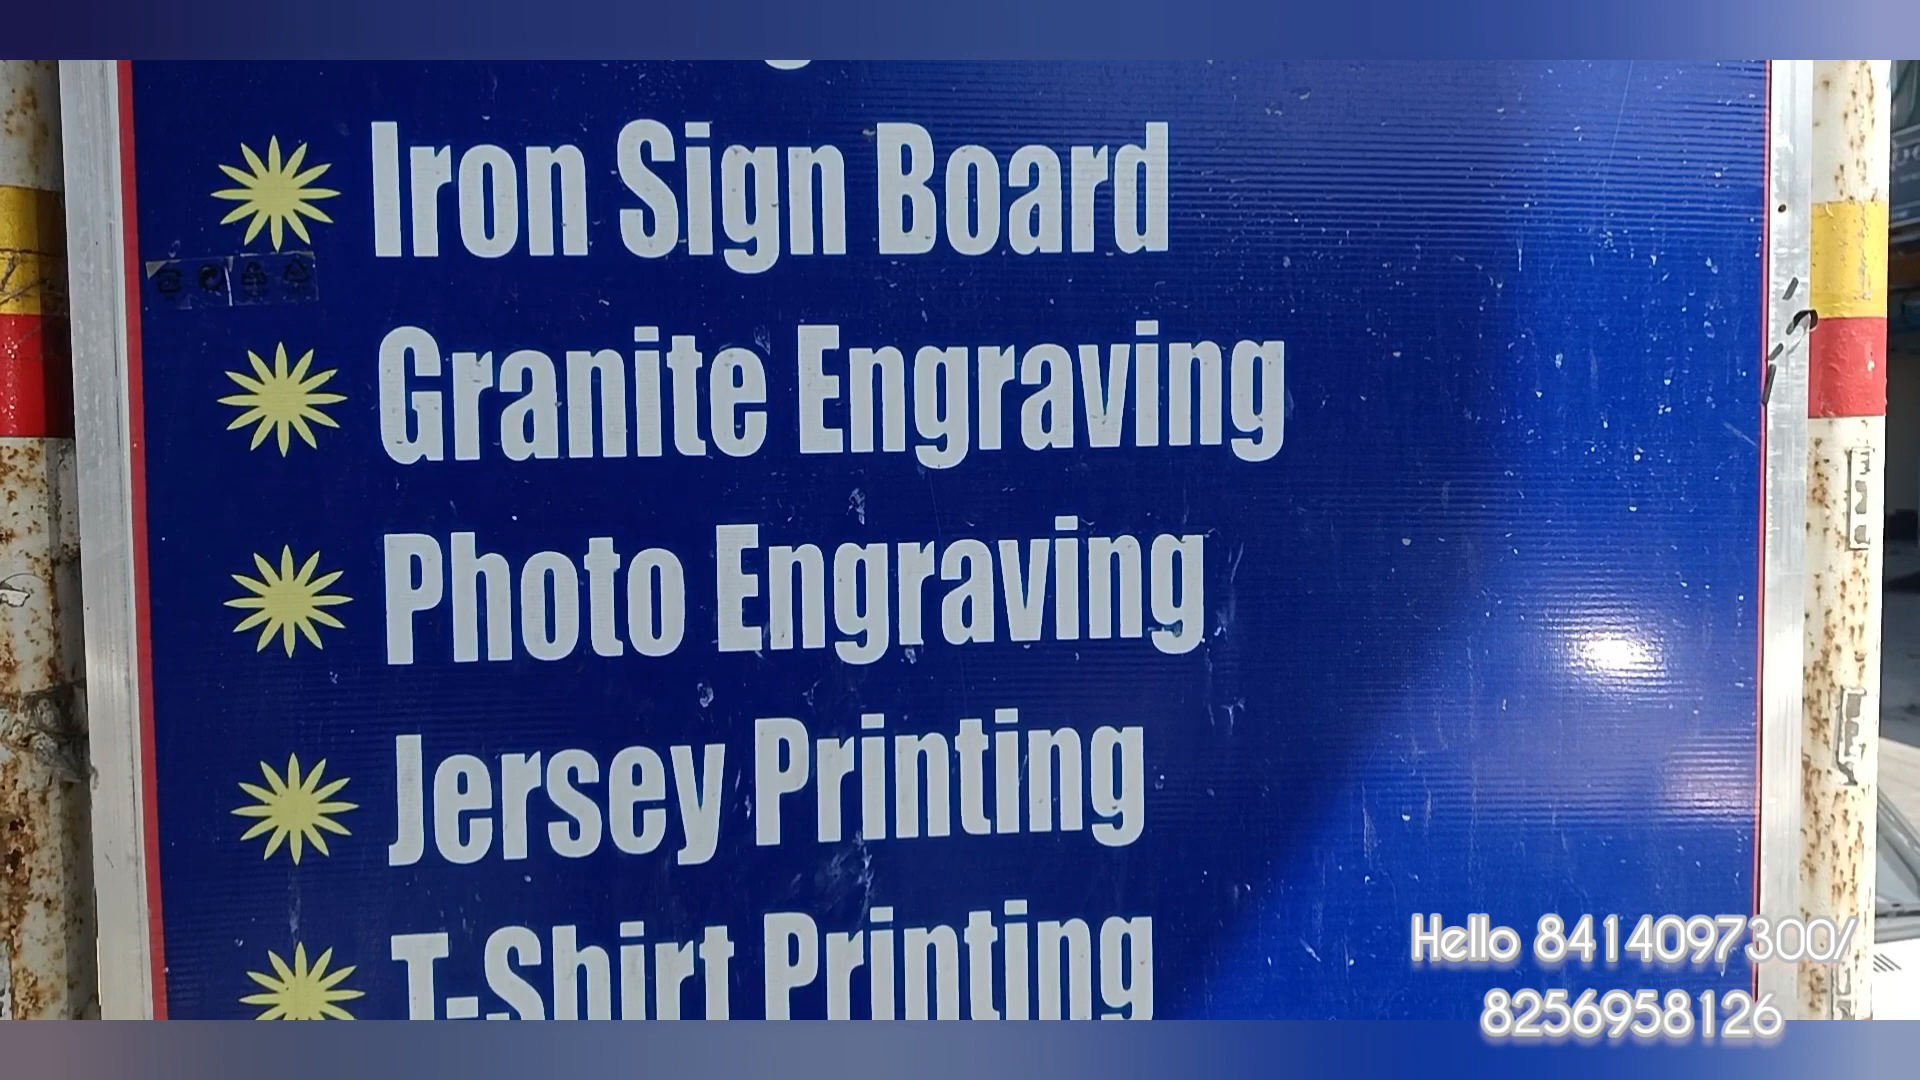 Iron Sign Board
Granite Engraving
Photo Engraving
Jersey Printing
T-Shirt Printing
Hello 8414097300/
8256958126